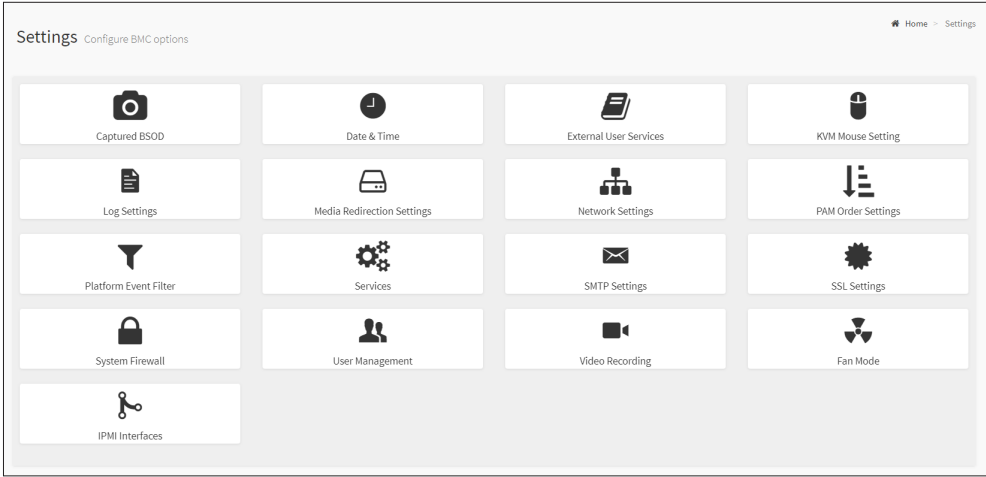 Home > Settings
Settings Configure BMC options
Captured BSOD
Date & Time
External User Services
KVM Mouse Setting
Log Settings
Media Redirection Settings
Network Settings
PAM Order Settings
Platform Event Filter
Services
SMTP Settings
SSL Settings
System Firewall
User Management
Video Recording
Fan Mode
IPMI Interfaces